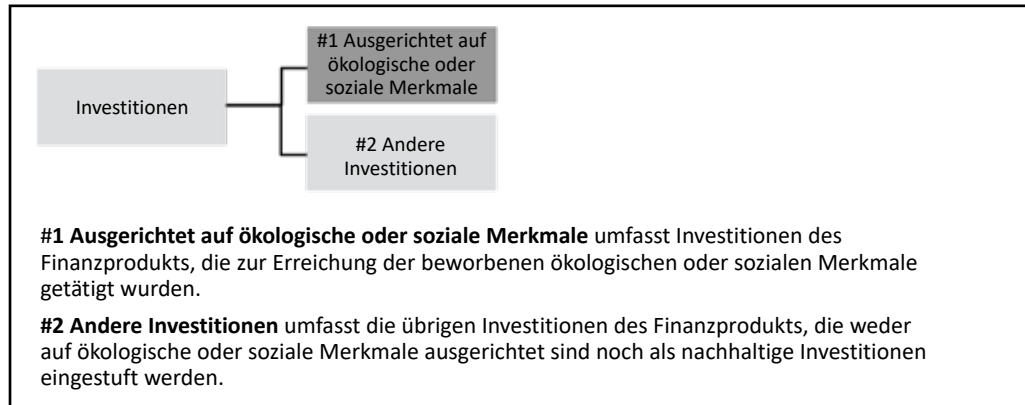 #1 Ausgerichtet auf
ökologische oder
soziale Merkmale
Investitionen
#2 Andere
Investitionen
#1 Ausgerichtet auf ökologische oder soziale Merkmale umfasst Investitionen des
Finanzprodukts, die zur Erreichung der beworbenen ökologischen oder sozialen Merkmale
getätigt wurden.
#2 Andere Investitionen umfasst die übrigen Investitionen des Finanzprodukts, die weder
auf ökologische oder soziale Merkmale ausgerichtet sind noch als nachhaltige Investitionen
eingestuft werden.